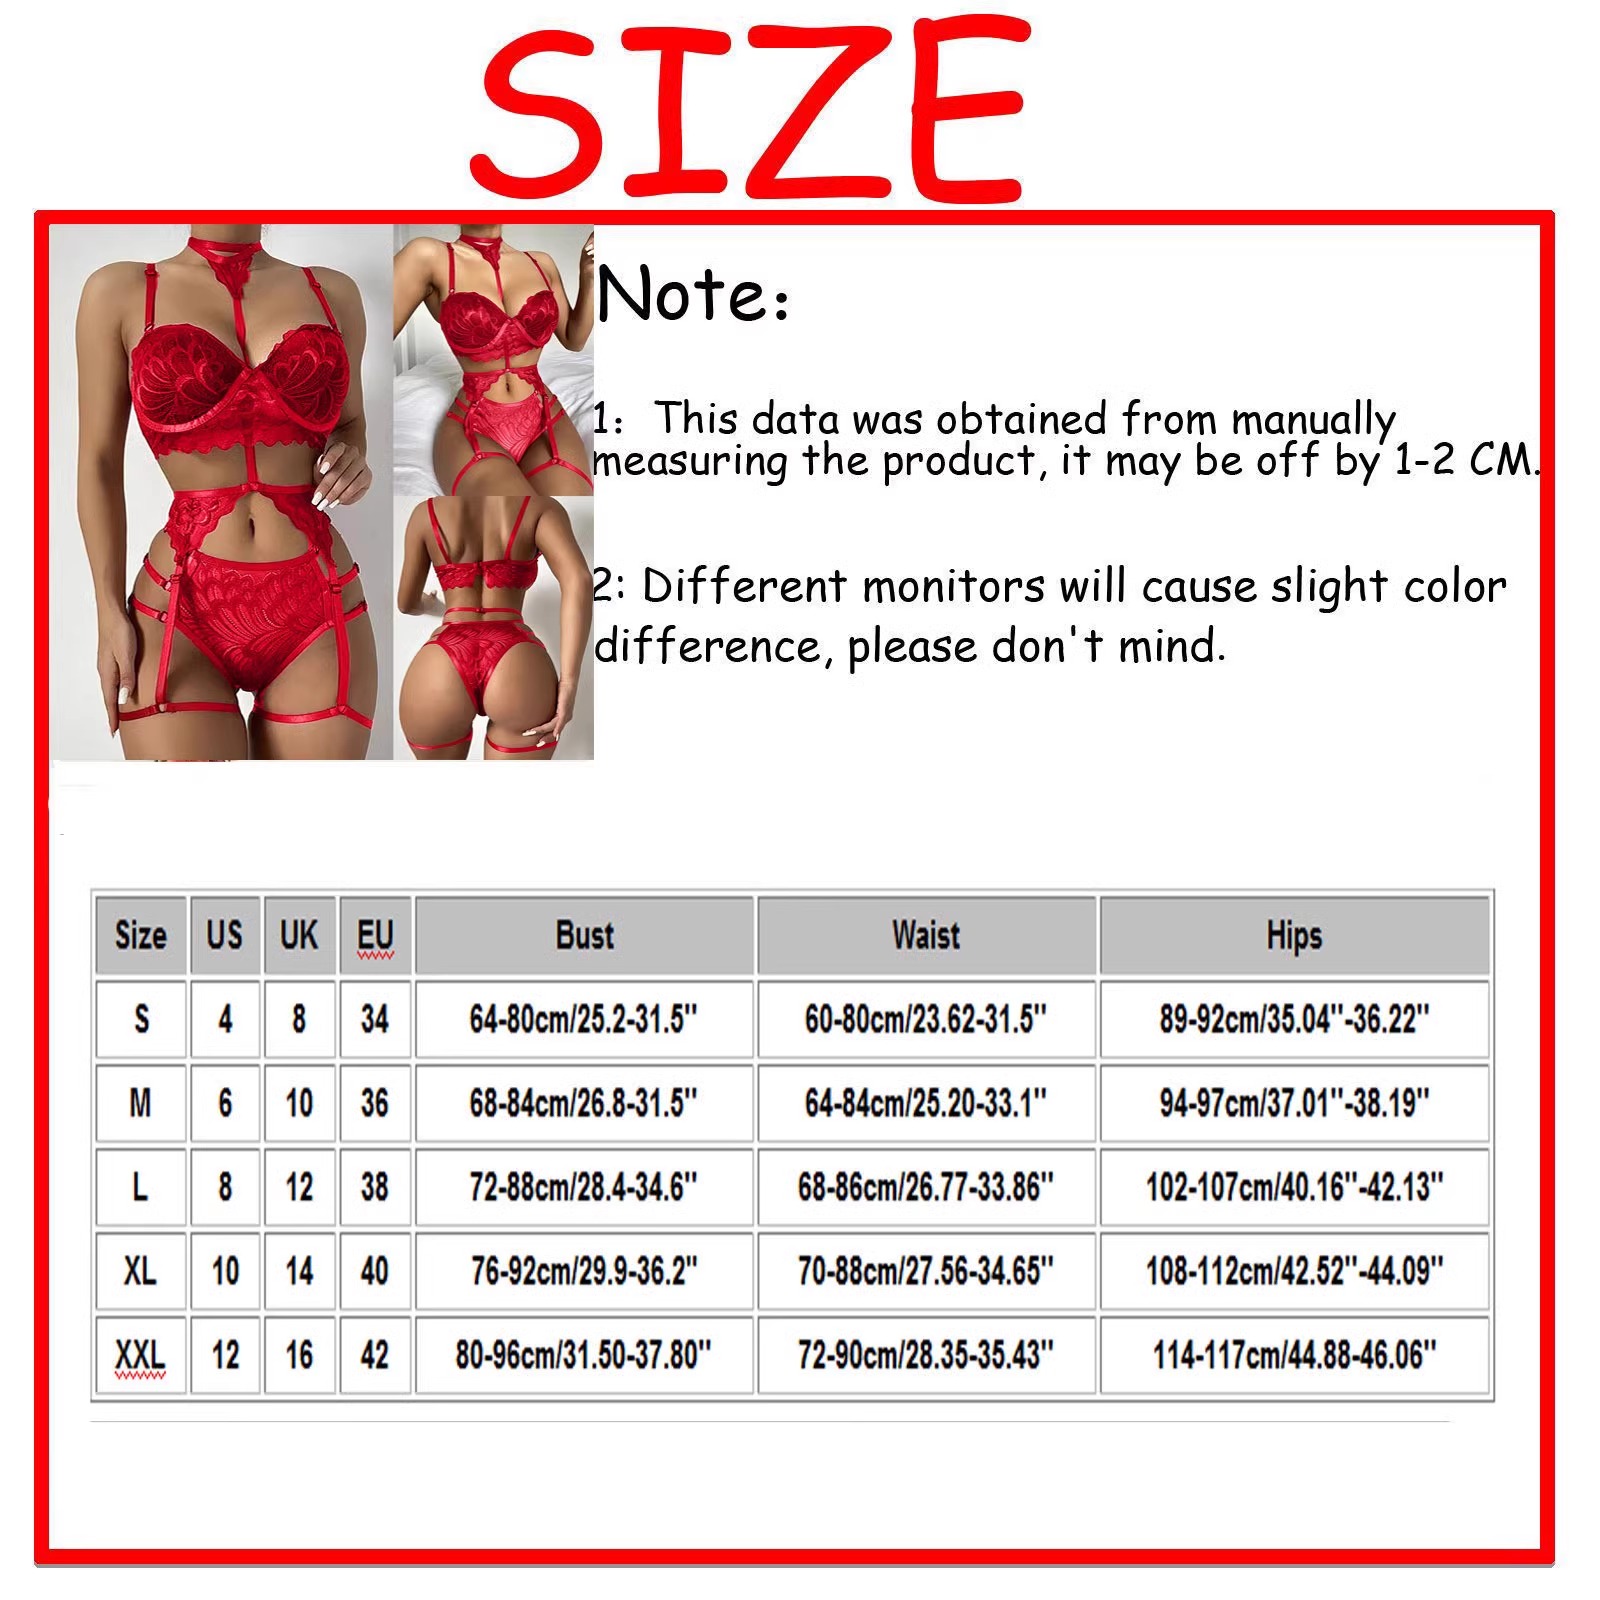 SIZE
Note:
1: This data was obtained from manually
measuring the product, it may be off by 1-2 CM.
2: Different monitors will cause slight color
difference, please don't mind.
Size US UK EU Bust Waist Hips
S 4 8 34 64-80cm/25.2-31.5" 60-80cm/23.62-31.5" 89-92cm/35.04"-36.22"
M 6 10 36 68-84cm/26.8-31.5" 64-84cm/25.20-33.1" 94-97cm/37.01"-38.19"
L 8 12 38 72-88cm/28.4-34.6" 68-86cm/26.77-33.86" 102-107cm/40.16"-42.13"
XL 10 14 40 76-92cm/29.9-36.2" 70-88cm/27.56-34.65" 108-112cm/42.52"-44.09"
XXL 12 16 42 80-96cm/31.50-37.80" 72-90cm/28.35-35.43" 114-117cm/44.88-46.06"